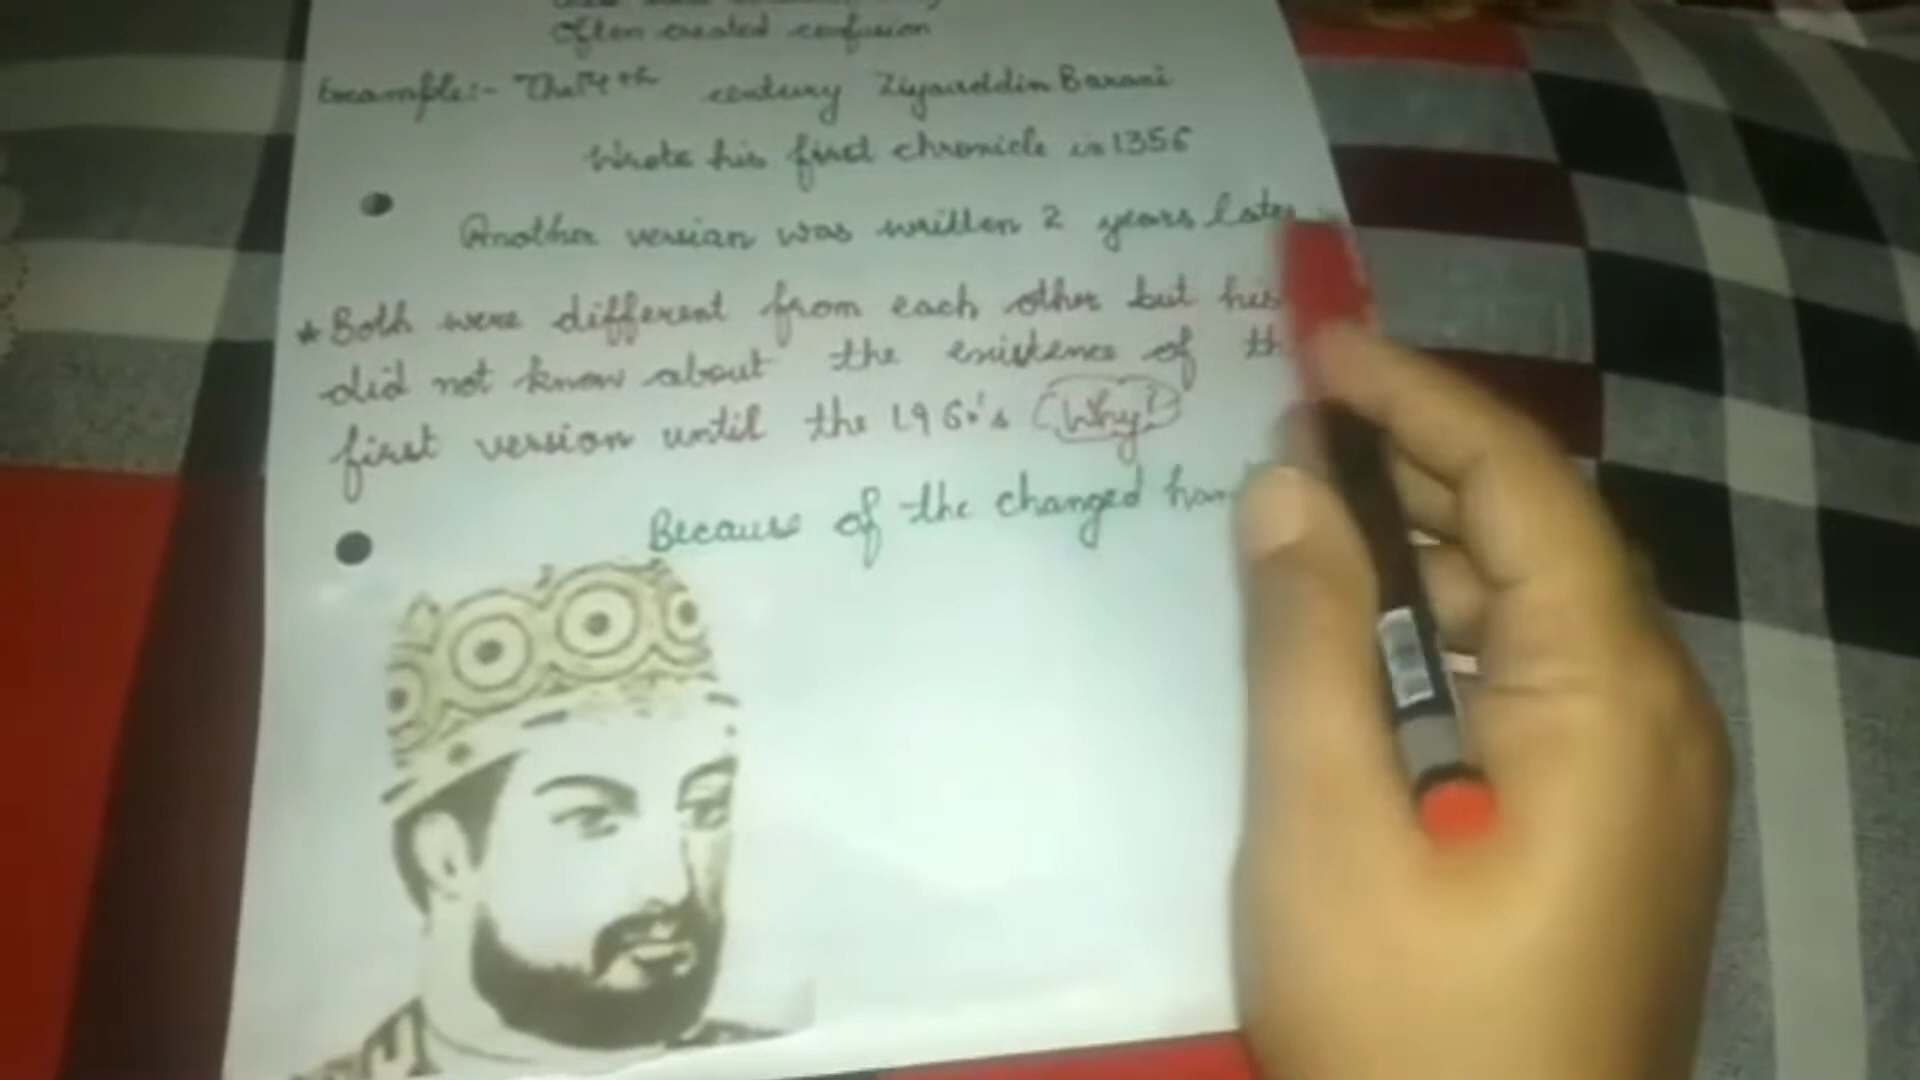 Often created confusion
Example:- The 14th century Ziyauddin Barani
Wrote his first chronicle in 1356
Another version was written 2 years later
* Both were different from each other but his
did not know about the existence of th
first version until the 1960's Why?
Because of the changed han